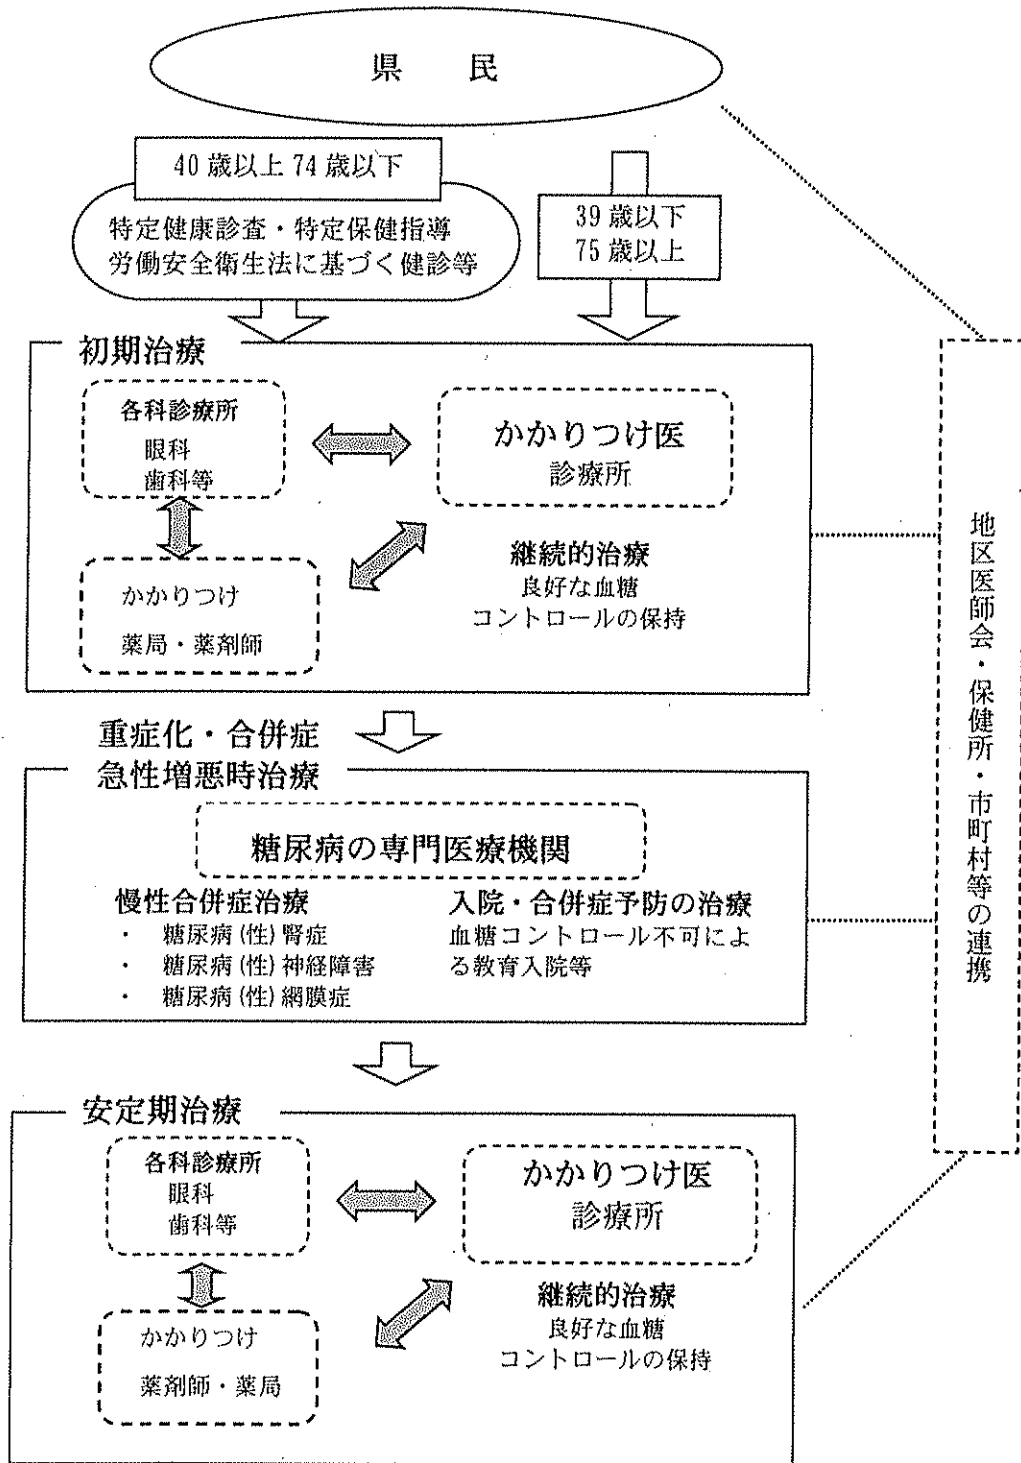 県　　民
40 歳以上 74 歳以下
特定健康診査・特定保健指導
労働安全衛生法に基づく健診等
39 歳以下
75 歳以上
初期治療
各科診療所
眼科
歯科等
かかりつけ医
診療所
かかりつけ
薬局・薬剤師
継続的治療
良好な血糖
コントロールの保持
重症化・合併症
急性増悪時治療
糖尿病の専門医療機関
慢性合併症治療
・　糖尿病(性)腎症
・　糖尿病(性)神経障害
・　糖尿病(性)網膜症
入院・合併症予防の治療
血糖コントロール不可によ
る教育入院等
安定期治療
各科診療所
眼科
歯科等
かかりつけ医
診療所
かかりつけ
薬剤師・薬局
継続的治療
良好な血糖
コントロールの保持
地区医師会・保健所・市町村等の連携